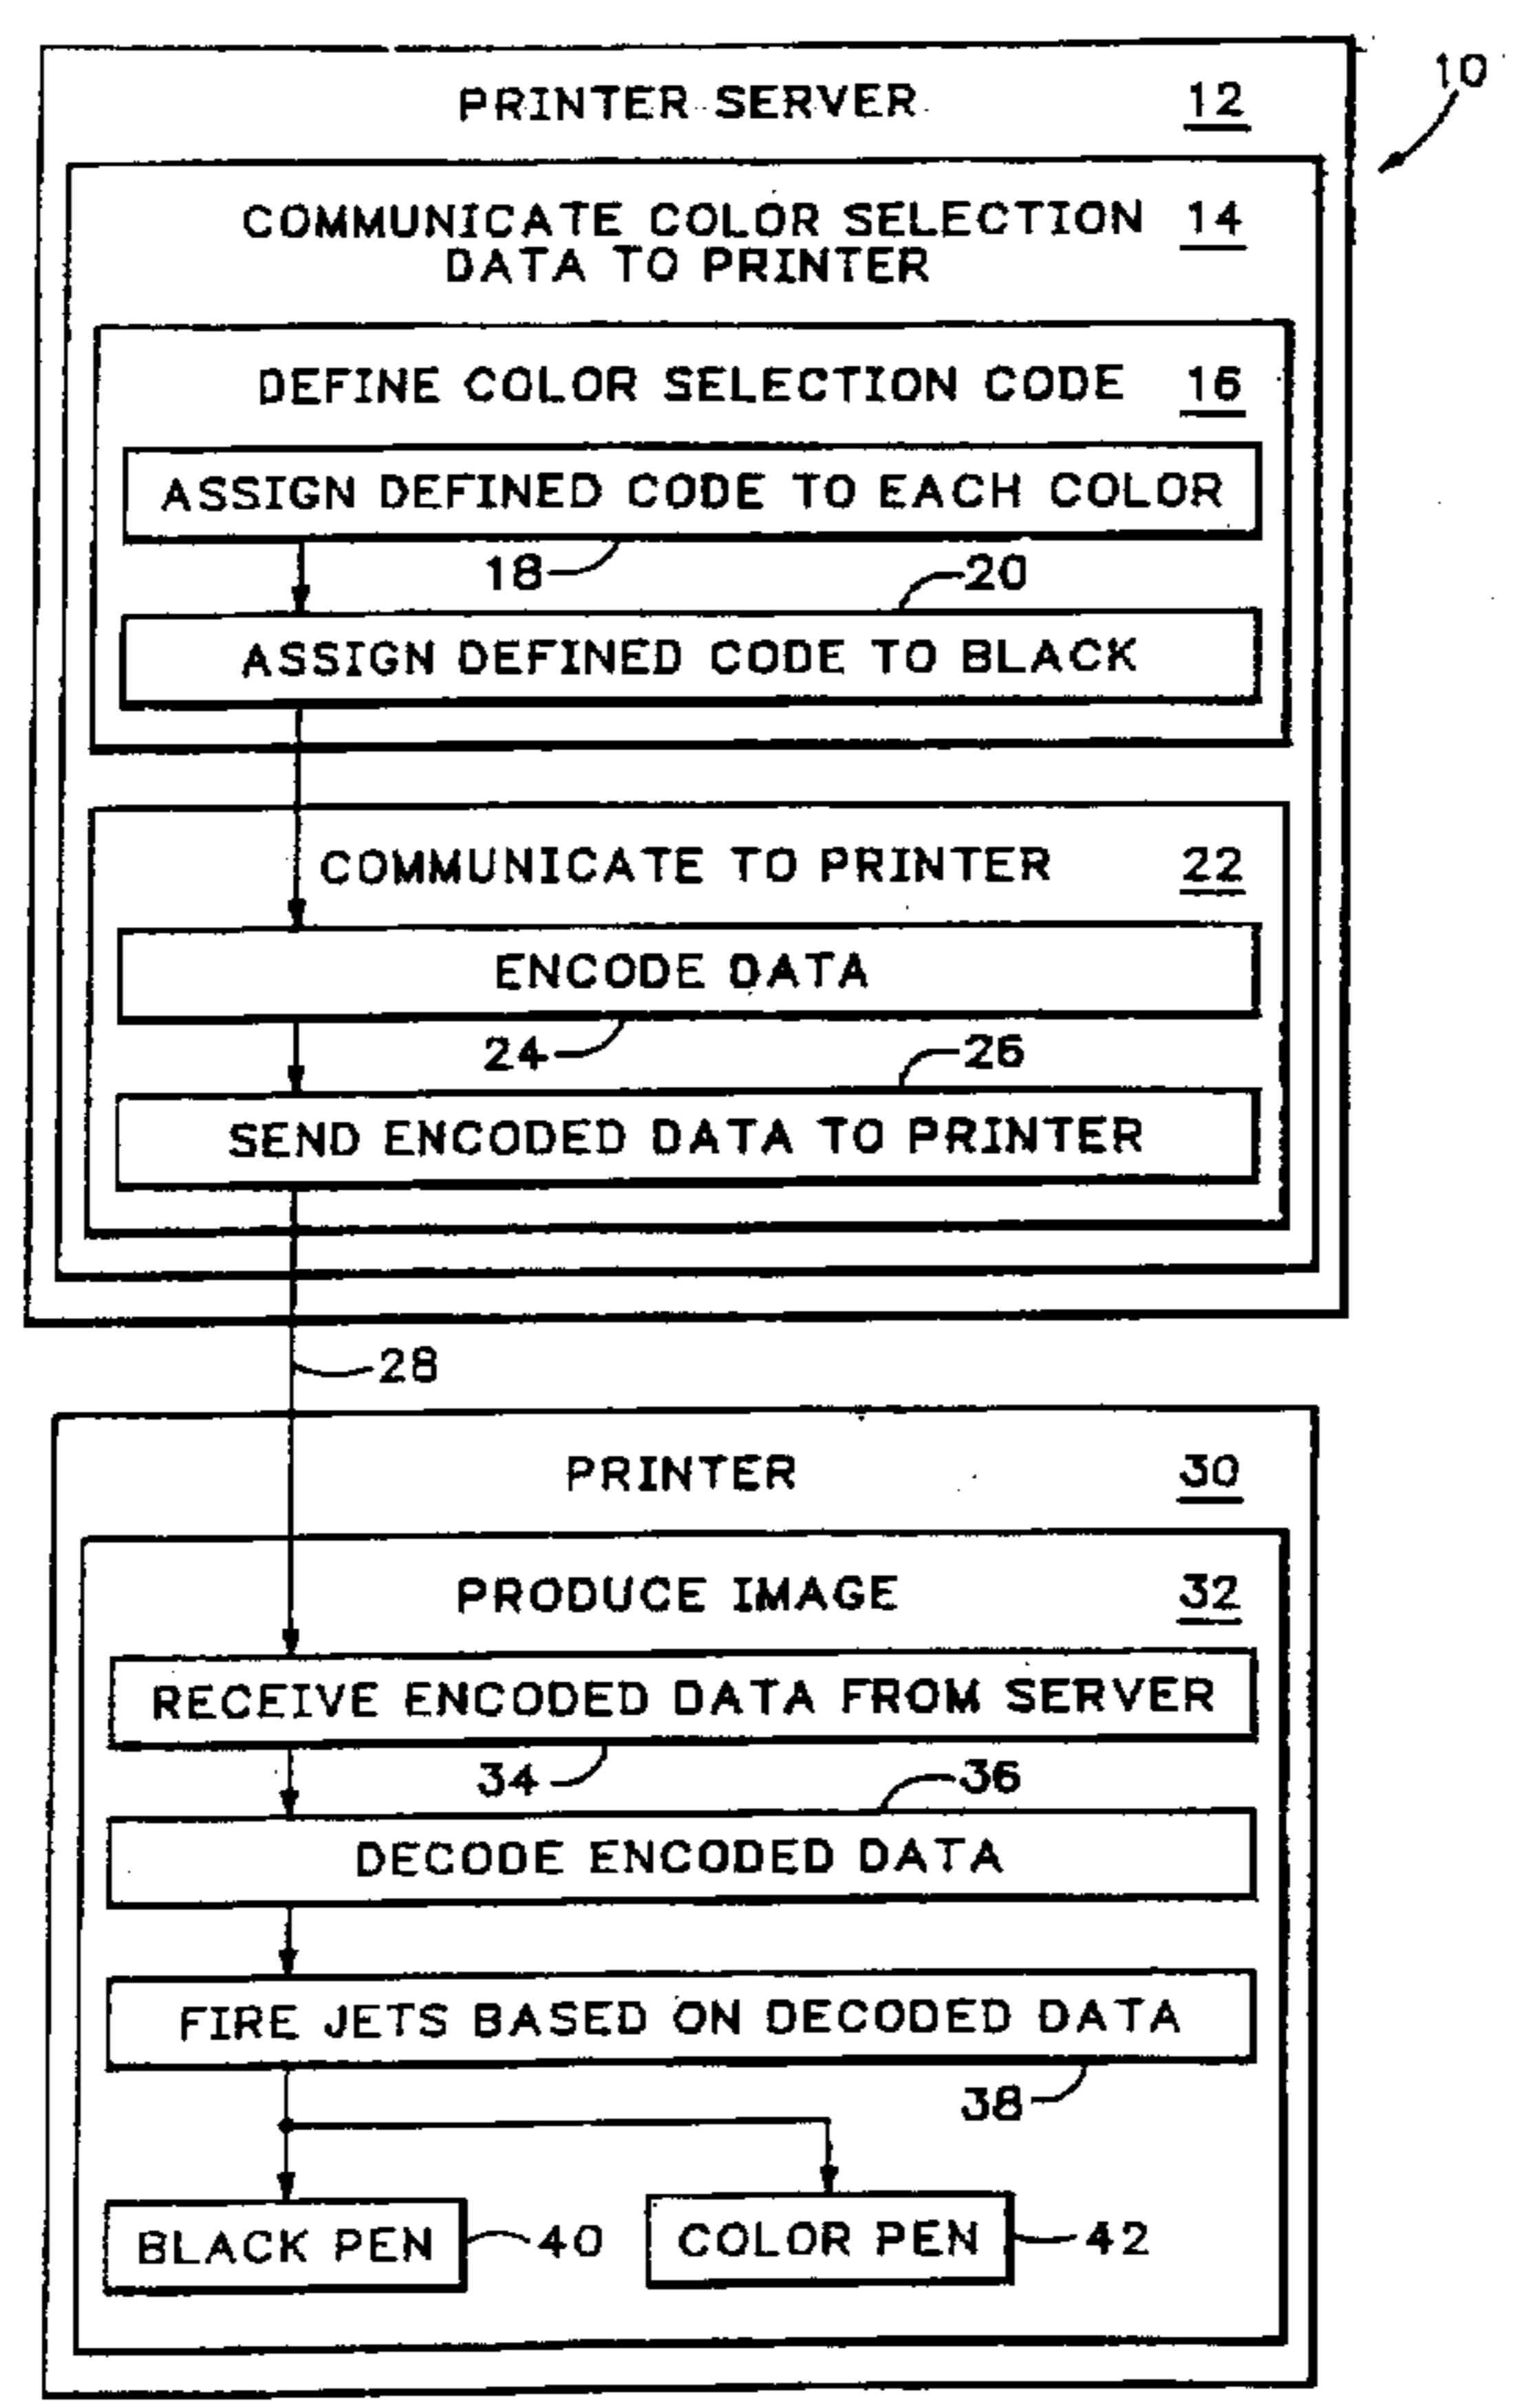 10
PRINTER SERVER 12
COMMUNICATE COLOR SELECTION 14
DATA TO PRINTER
DEFINE COLOR SELECTION CODE 16
ASSIGN DEFINED CODE TO EACH COLOR
18 20
ASSIGN DEFINED CODE TO BLACK
COMMUNICATE TO PRINTER 22
ENCODE DATA
24 26
SEND ENCODED DATA TO PRINTER
28
PRINTER 30
PRODUCE IMAGE 32
RECEIVE ENCODED DATA FROM SERVER
34 36
DECODE ENCODED DATA
FIRE JETS BASED ON DECODED DATA
38
BLACK PEN 40 COLOR PEN 42